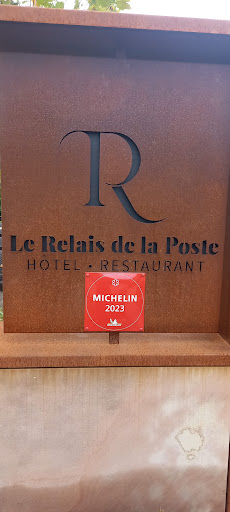 R
Le Relais de la Poste
HÔTEL • RESTAURANT
MICHELIN
2023